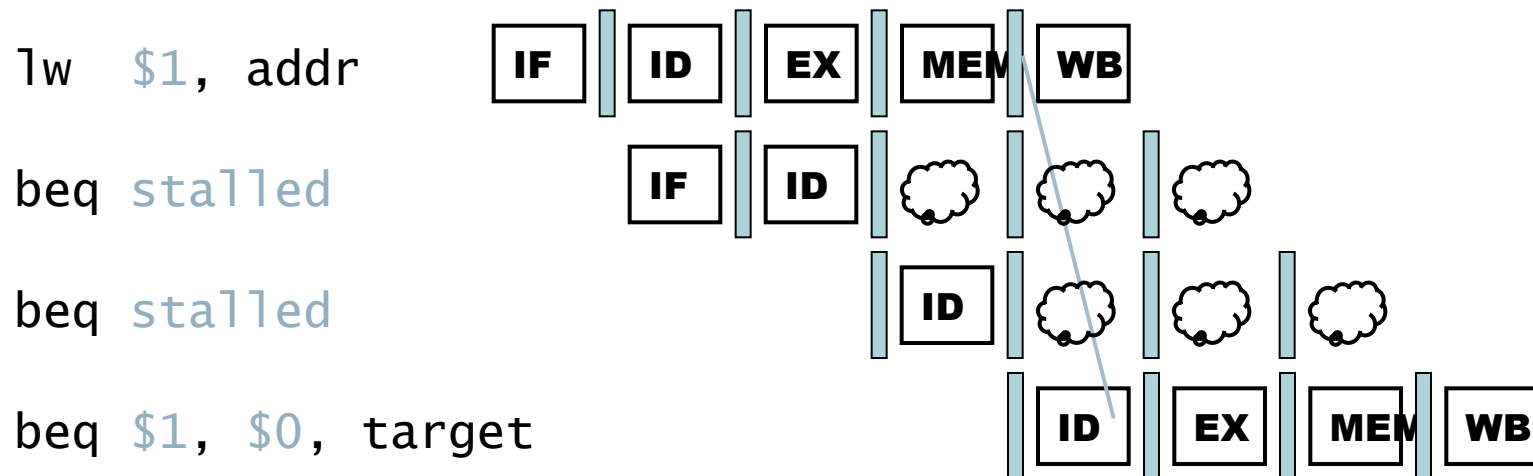 lw $1, addr IF ID EX MEM WB
beq stalled IF ID
beq stalled ID
beq $1, $0, target ID EX MEM WB